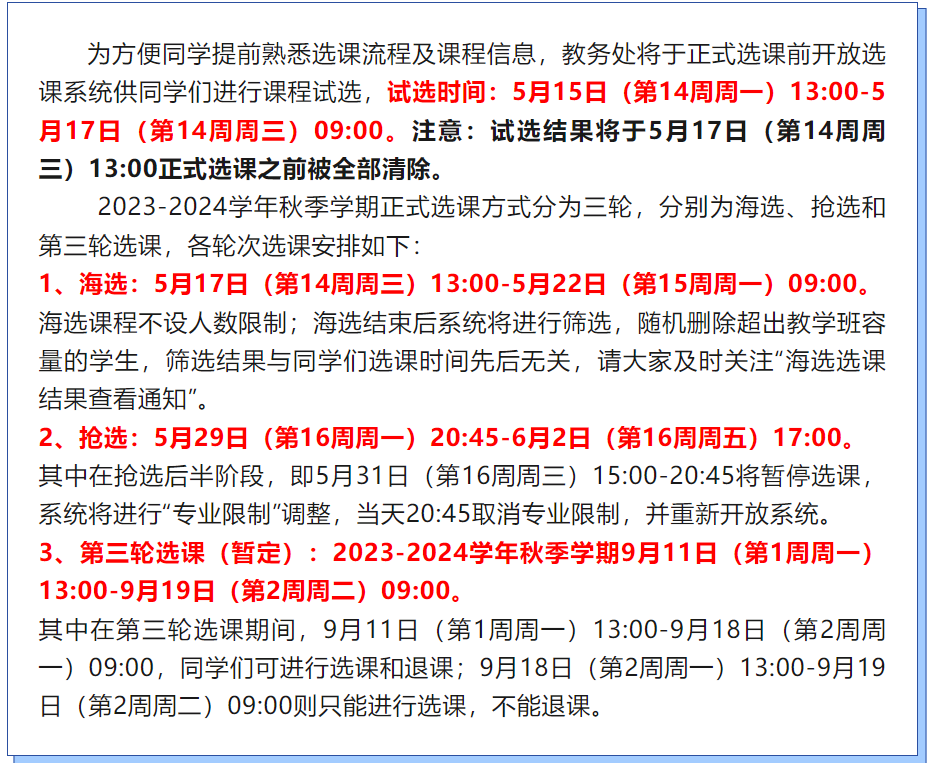 为方便同学提前熟悉选课流程及课程信息，教务处将于正式选课前开放选
课系统供同学们进行课程试选，试选时间：5月15日（第14周周一）13:00-5
月17日（第14周周三）09:00。注意：试选结果将于5月17日（第14周周
三）13:00正式选课之前被全部清除。
2023-2024学年秋季学期正式选课方式分为三轮，分别为海选、抢选和
第三轮选课，各轮次选课安排如下：
1、海选：5月17日（第14周周三）13:00-5月22日（第15周周一）09:00。
海选课程不设人数限制；海选结束后系统将进行筛选，随机删除超出教学班容
量的学生，筛选结果与同学们选课时间先后无关，请大家及时关注“海选选课
结果查看通知”。
2、抢选：5月29日（第16周周一）20:45-6月2日（第16周周五）17:00。
其中在抢选后半阶段，即5月31日（第16周周三）15:00-20:45将暂停选课，
系统将进行“专业限制”调整，当天20:45取消专业限制，并重新开放系统。
3、第三轮选课（暂定）：2023-2024学年秋季学期9月11日（第1周周一）
13:00-9月19日（第2周周二）09:00。
其中在第三轮选课期间，9月11日（第1周周一）13:00-9月18日（第2周周
一）09:00，同学们可进行选课和退课；9月18日（第2周周一）13:00-9月19
日（第2周周二）09:00则只能进行选课，不能退课。